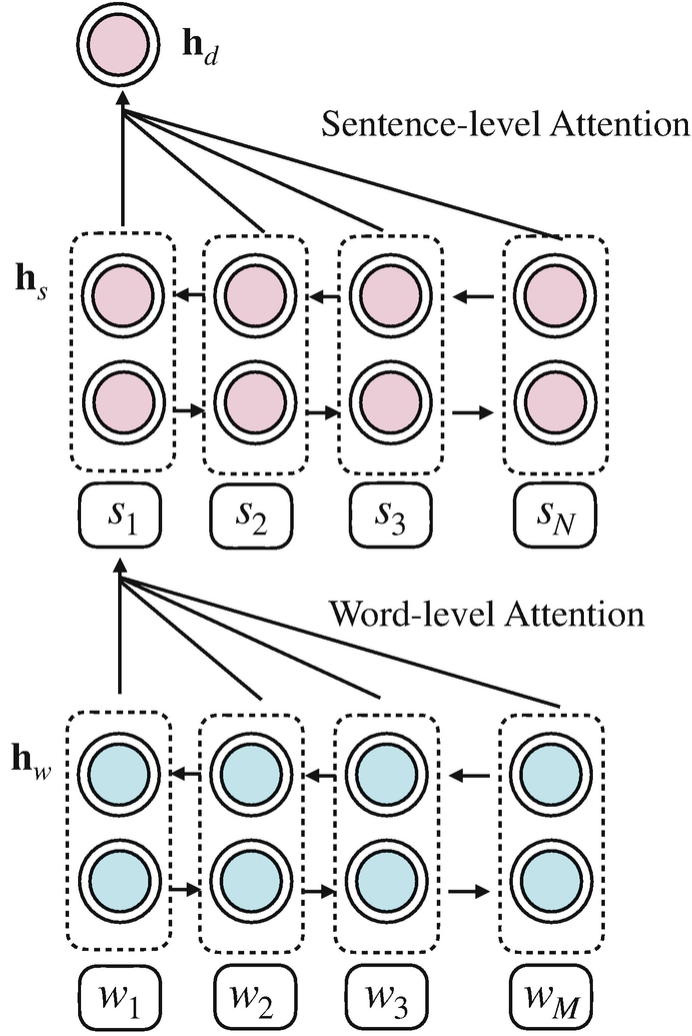 h_d
Sentence-level Attention
h_s
s_1 s_2 s_3 s_N
Word-level Attention
h_w
w_1 w_2 w_3 w_M